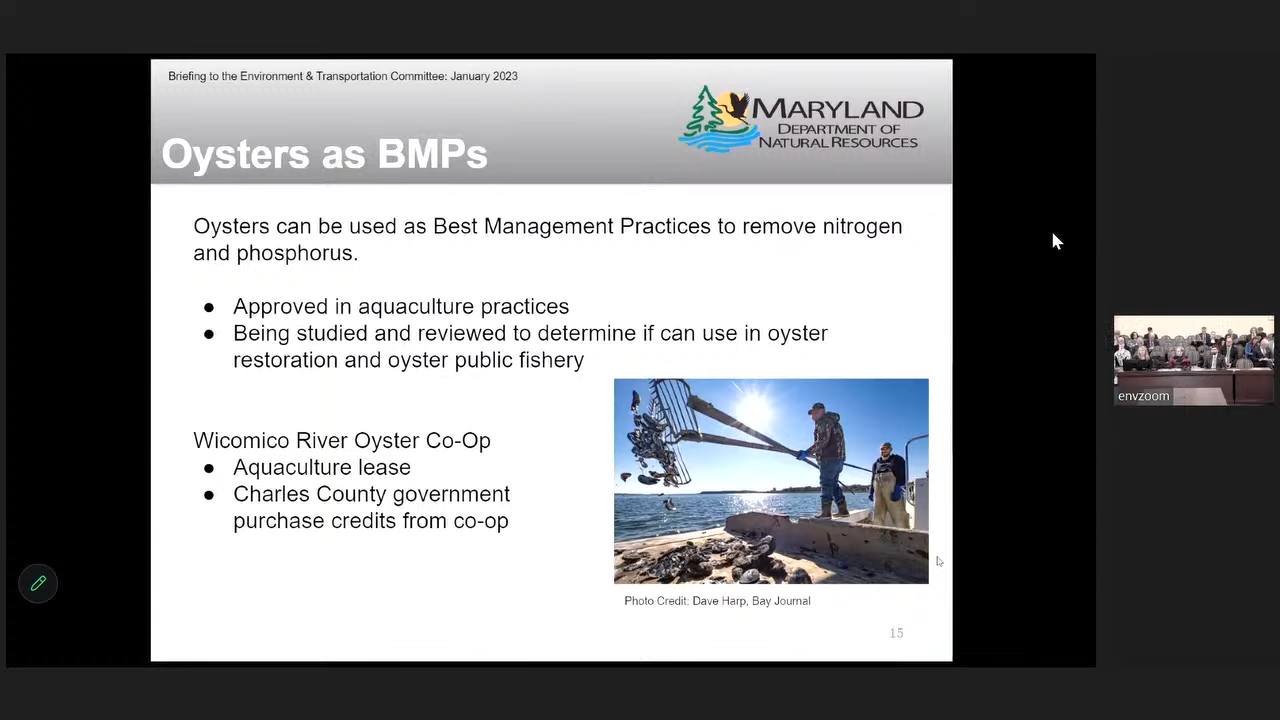 Briefing to the Environment & Transportation Committee: January 2023
MARYLAND
DEPARTMENT OF
NATURAL RESOURCES
Oysters as BMPs
Oysters can be used as Best Management Practices to remove nitrogen
and phosphorus.
● Approved in aquaculture practices
● Being studied and reviewed to determine if can use in oyster
restoration and oyster public fishery
Wicomico River Oyster Co-Op
● Aquaculture lease
● Charles County government
purchase credits from co-op
Photo Credit: Dave Harp, Bay Journal
15
envzoom